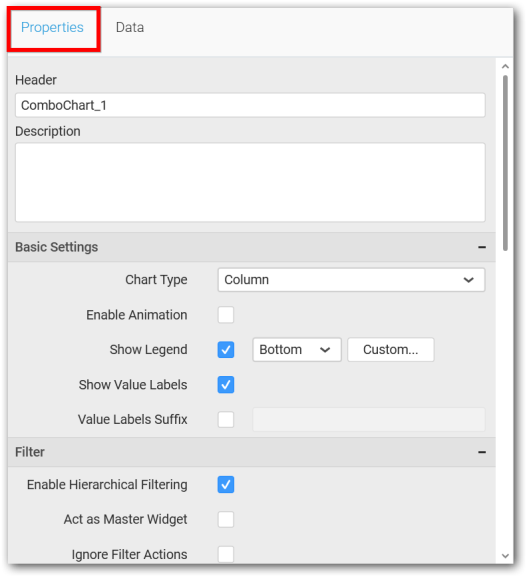 Properties Data
Header
ComboChart_1
Description
Basic Settings
Chart Type Column
Enable Animation
Show Legend Bottom Custom...
Show Value Labels
Value Labels Suffix
Filter
Enable Hierarchical Filtering
Act as Master Widget
Ignore Filter Actions